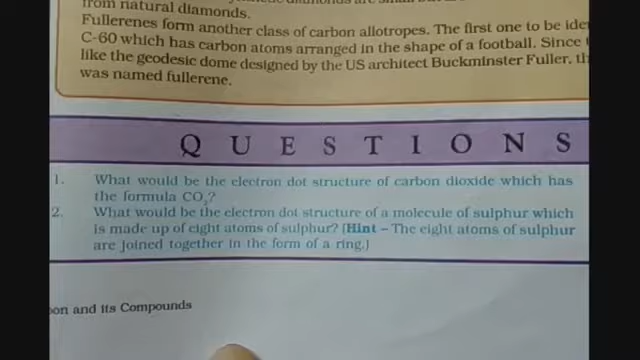 from natural diamonds.
Fullerenes form another class of carbon allotropes. The first one to be
C-60 which has carbon atoms arranged in the shape of a football. Since
like the geodesic dome designed by the US architect Buckminster Fuller,
was named fullerene.
QUESTIONS
1. What would be the electron dot structure of carbon dioxide which has
the formula CO₂?
2. What would be the electron dot structure of a molecule of sulphur which
is made up of eight atoms of sulphur? (Hint – The eight atoms of sulphur
are joined together in the form of a ring.)
and its Compounds